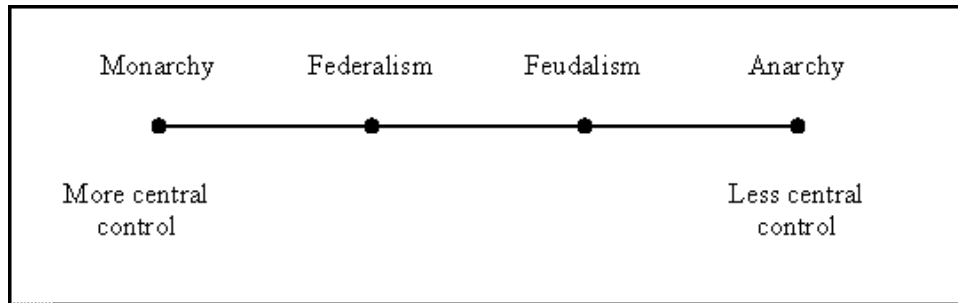 Monarchy Federalism Feudalism Anarchy
More central Less central
control control